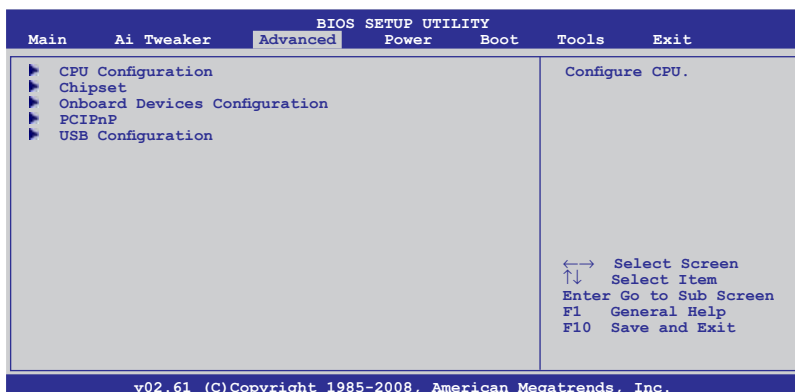 BIOS SETUP UTILITY
Main Ai Tweaker Advanced Power Boot Tools Exit
CPU Configuration
Chipset
Onboard Devices Configuration
PCIPnP
USB Configuration
Configure CPU.
←→ Select Screen
↑↓ Select Item
Enter Go to Sub Screen
F1 General Help
F10 Save and Exit
v02.61 (C)Copyright 1985-2008, American Megatrends, Inc.